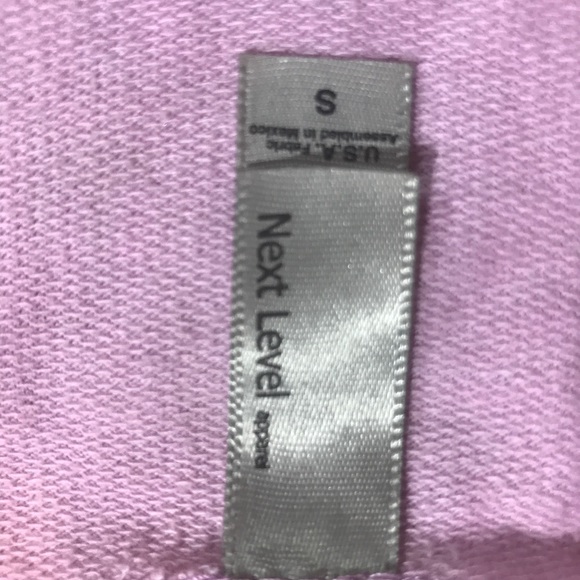 S
U.S.A. Fabric
Assembled in Mexico
Next Level
apparel